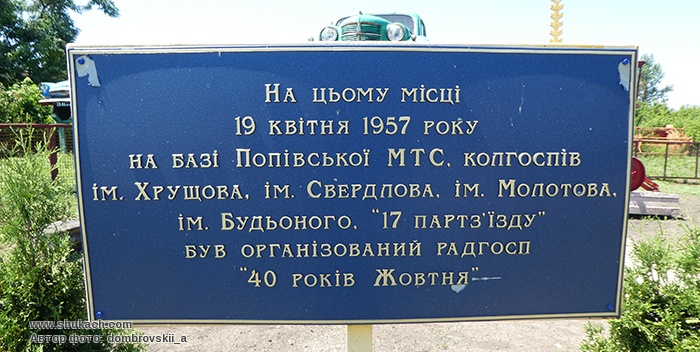 На цьому місці
19 квітня 1957 року
на базі Попівської МТС, колгоспів
ім. Хрущова, ім. Свердлова, ім. Молотова,
ім. Будьоного, "17 партз'їзду"
був організований радгосп
"40 років Жовтня"
www.shukach.com
Автор фото: dombrovskii_a